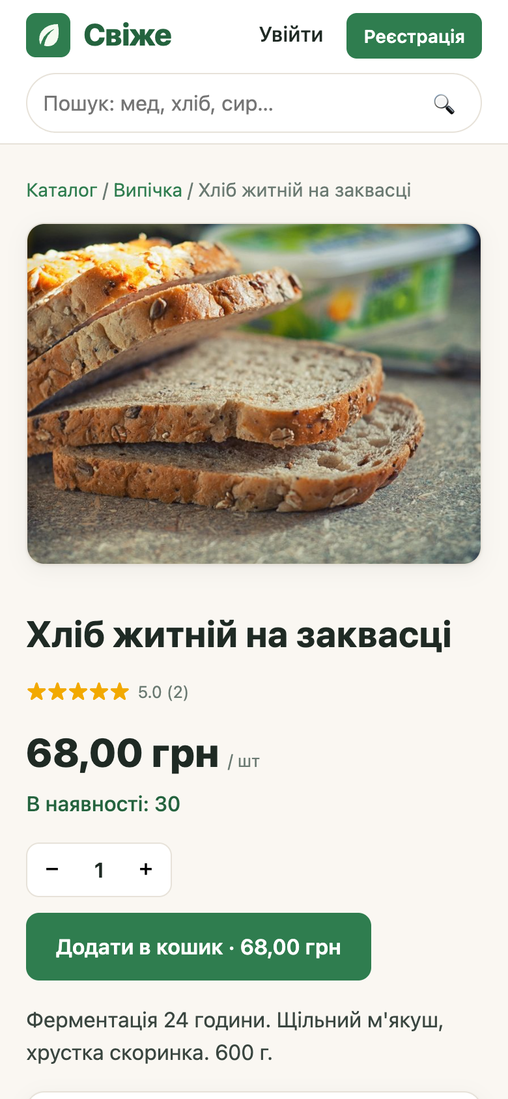 Свіже
Увійти
Реєстрація
Пошук: мед, хліб, сир...
Каталог / Випічка / Хліб житній на заквасці
Хліб житній на заквасці
5.0 (2)
68,00 грн / шт
В наявності: 30
− 1 +
Додати в кошик · 68,00 грн
Ферментація 24 години. Щільний м'якуш,
хрустка скоринка. 600 г.